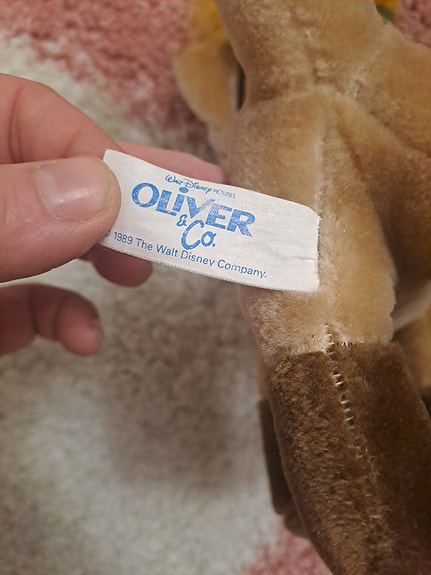 Walt Disney PICTURES
OLiVER
&
Co.
© 1989 The Walt Disney Company.